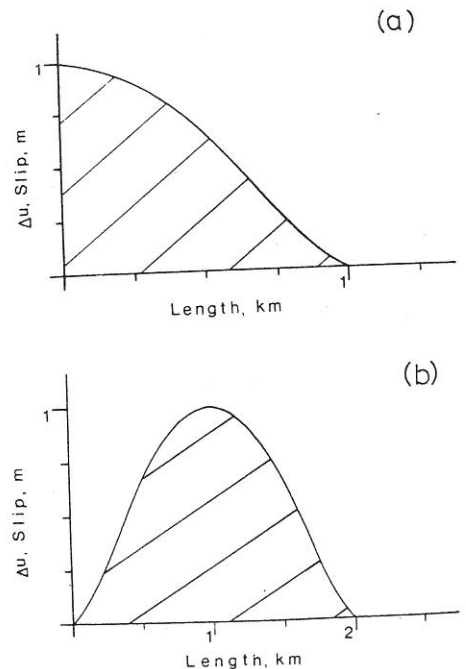 (a)
1
Δu, Slip, m
1
Length, km
(b)
1
Δu, Slip, m
1
2
Length, km